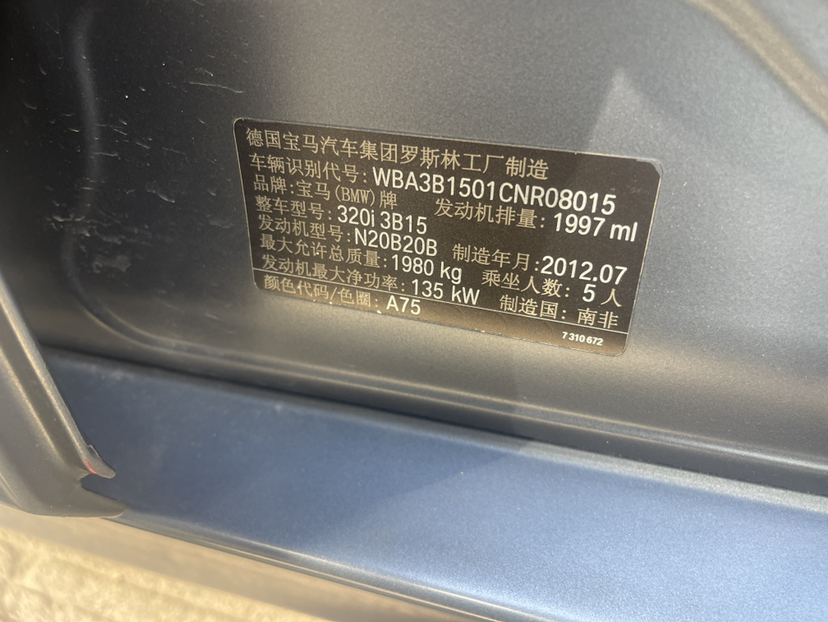 德国宝马汽车集团罗斯林工厂制造
车辆识别代号: WBA3B1501CNR08015
品牌: 宝马(BMW)牌 发动机排量: 1997 ml
整车型号: 320i 3B15
发动机型号: N20B20B 制造年月: 2012.07
最大允许总质量: 1980 kg 乘坐人数: 5 人
发动机最大净功率: 135 kW 制造国: 南非
颜色代码/色圈: A75
7 310 672